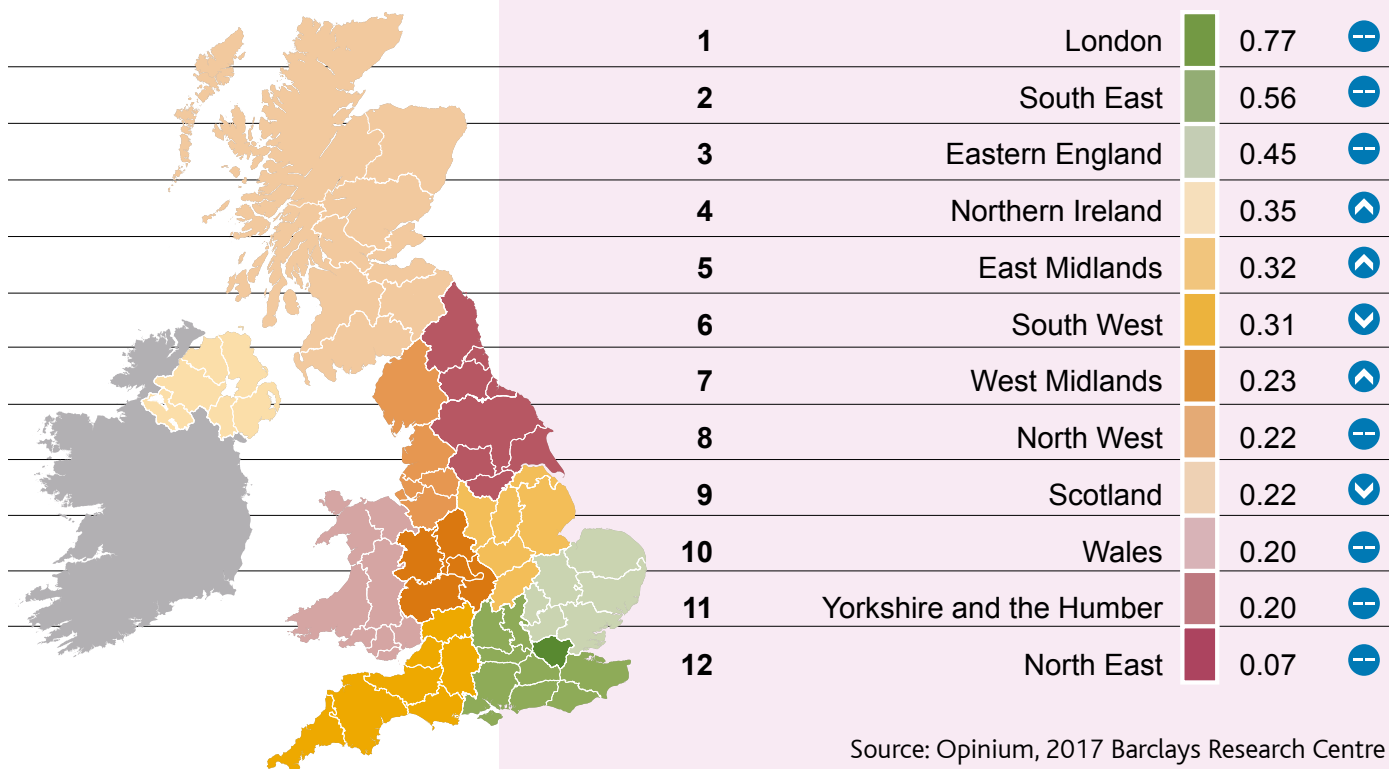 1 London 0.77
2 South East 0.56
3 Eastern England 0.45
4 Northern Ireland 0.35
5 East Midlands 0.32
6 South West 0.31
7 West Midlands 0.23
8 North West 0.22
9 Scotland 0.22
10 Wales 0.20
11 Yorkshire and the Humber 0.20
12 North East 0.07
Source: Opinium, 2017 Barclays Research Centre